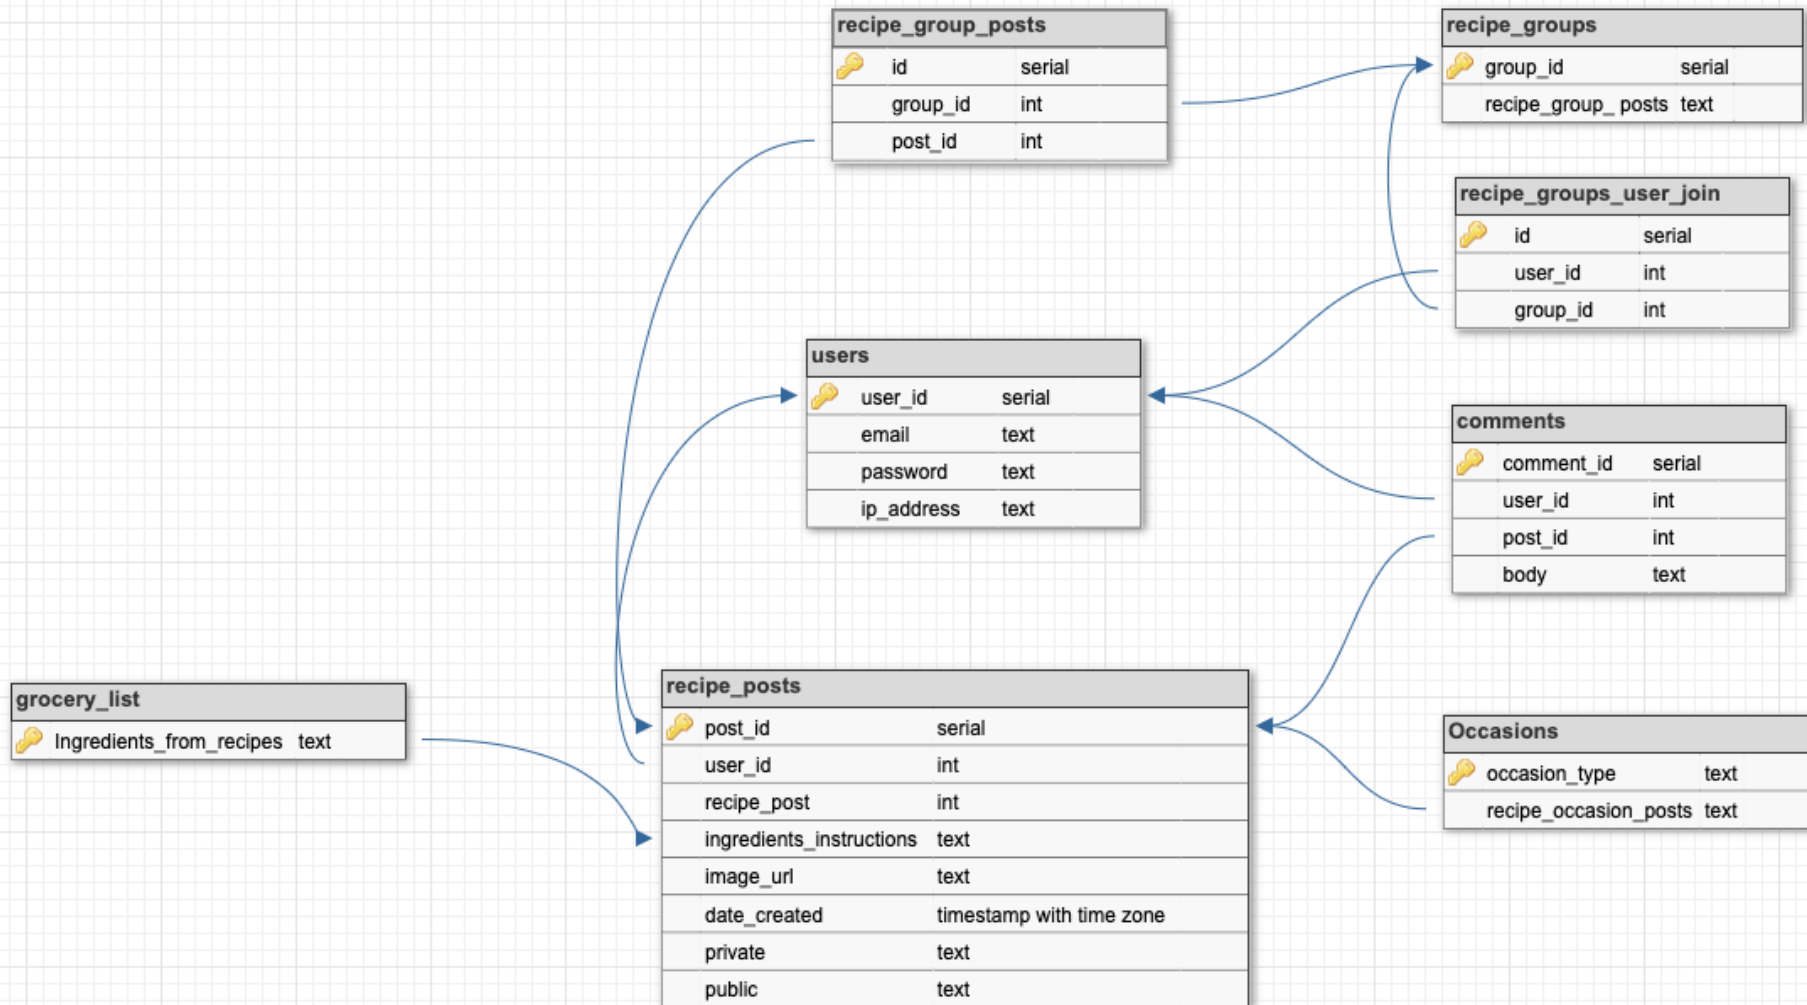 recipe_group_posts
id serial
group_id int
post_id int
recipe_groups
group_id serial
recipe_group_ posts text
recipe_groups_user_join
id serial
user_id int
group_id int
users
user_id serial
email text
password text
ip_address text
comments
comment_id serial
user_id int
post_id int
body text
grocery_list
Ingredients_from_recipes text
recipe_posts
post_id serial
user_id int
recipe_post int
ingredients_instructions text
image_url text
date_created timestamp with time zone
private text
public text
Occasions
occasion_type text
recipe_occasion_posts text